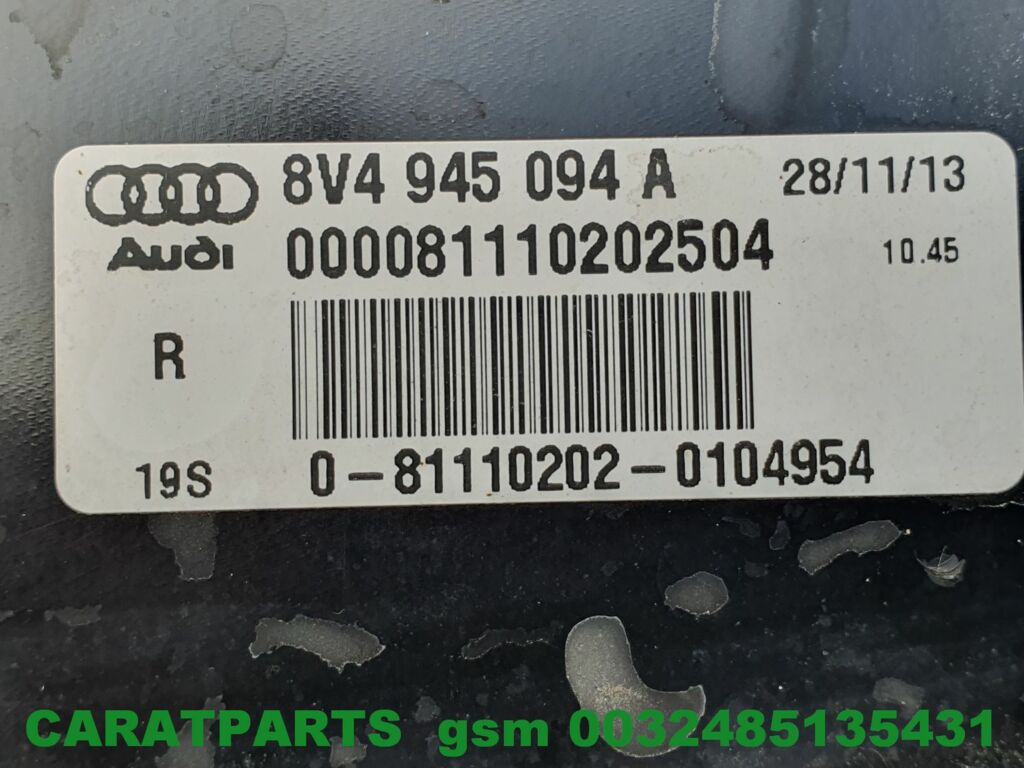 8V4 945 094 A 28/11/13
Audi 000081110202504 10.45
R
19S 0-81110202-0104954
CARATPARTS gsm 0032485135431